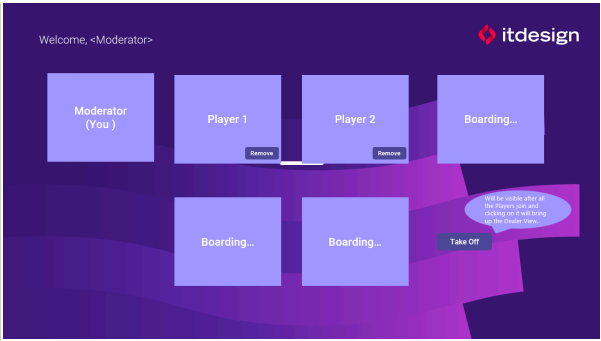 Welcome, <Moderator>
itdesign
Moderator
(You )
Player 1
Remove
Player 2
Remove
Boarding...
Boarding...
Boarding...
Will be visible after all
the Players join and
clicking on it will bring
up the Dealer View.
Take Off